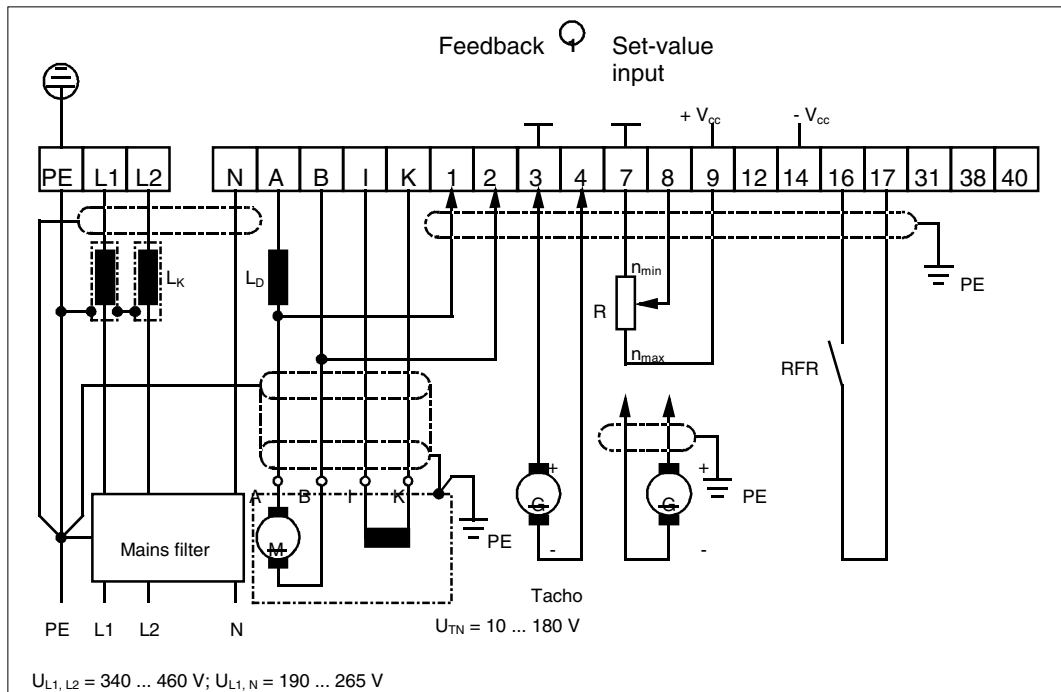 Feedback Set-value
input
+ Vcc - Vcc
PE L1 L2 N A B I K 1 2 3 4 7 8 9 12 14 16 17 31 38 40
LK LD nmin PE
R
nmax RFR
A B I K + +
G G PE
PE
Mains filter M - -
Tacho
PE L1 L2 N UTN = 10 ... 180 V
UL1, L2 = 340 ... 460 V; UL1, N = 190 ... 265 V